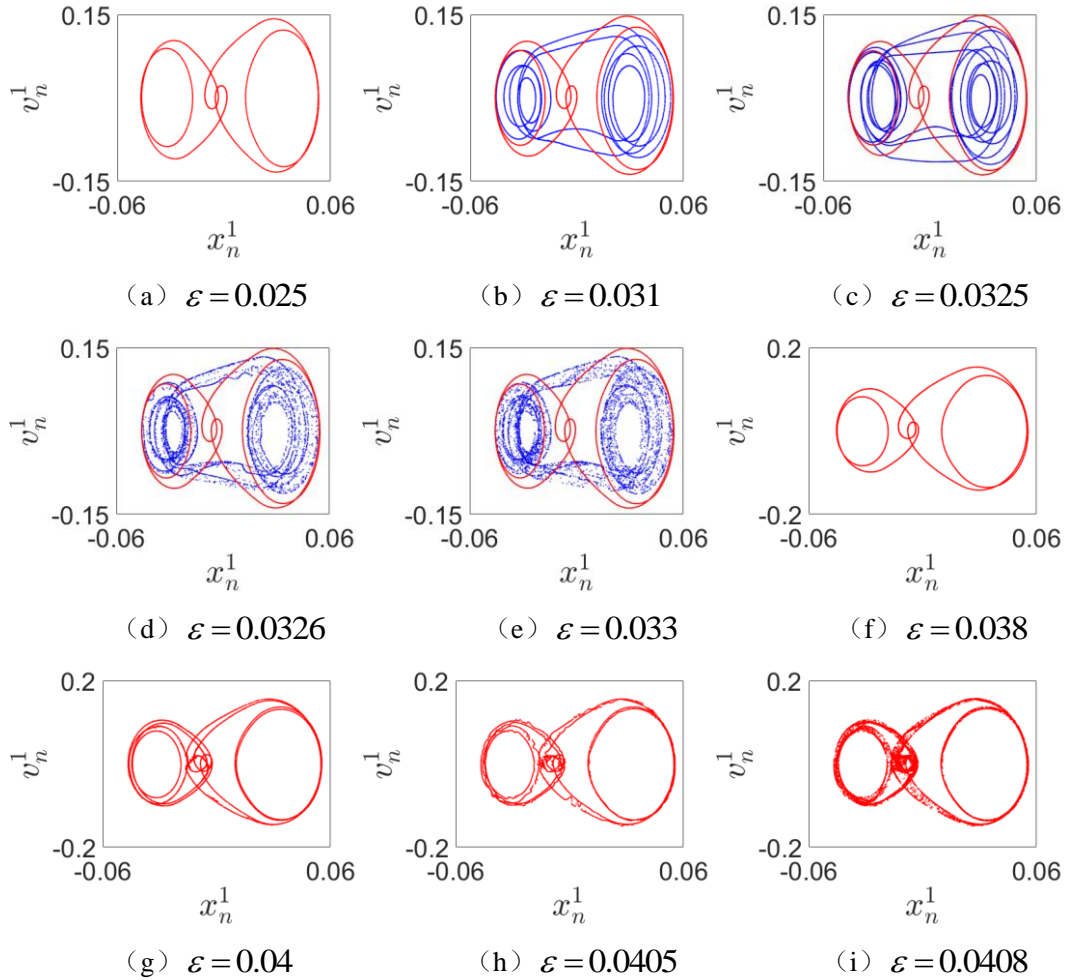 0.15 0.15 0.15
$v_n^1$ $v_n^1$ $v_n^1$
-0.15 -0.15 -0.15
-0.06 0.06 -0.06 0.06 -0.06 0.06
$x_n^1$ $x_n^1$ $x_n^1$
（a） ε = 0.025 （b） ε = 0.031 （c） ε = 0.0325
0.15 0.15 0.2
$v_n^1$ $v_n^1$ $v_n^1$
-0.15 -0.15 -0.2
-0.06 0.06 -0.06 0.06 -0.06 0.06
$x_n^1$ $x_n^1$ $x_n^1$
（d） ε = 0.0326 （e） ε = 0.033 （f） ε = 0.038
0.2 0.2 0.2
$v_n^1$ $v_n^1$ $v_n^1$
-0.2 -0.2 -0.2
-0.06 0.06 -0.06 0.06 -0.06 0.06
$x_n^1$ $x_n^1$ $x_n^1$
（g） ε = 0.04 （h） ε = 0.0405 （i） ε = 0.0408